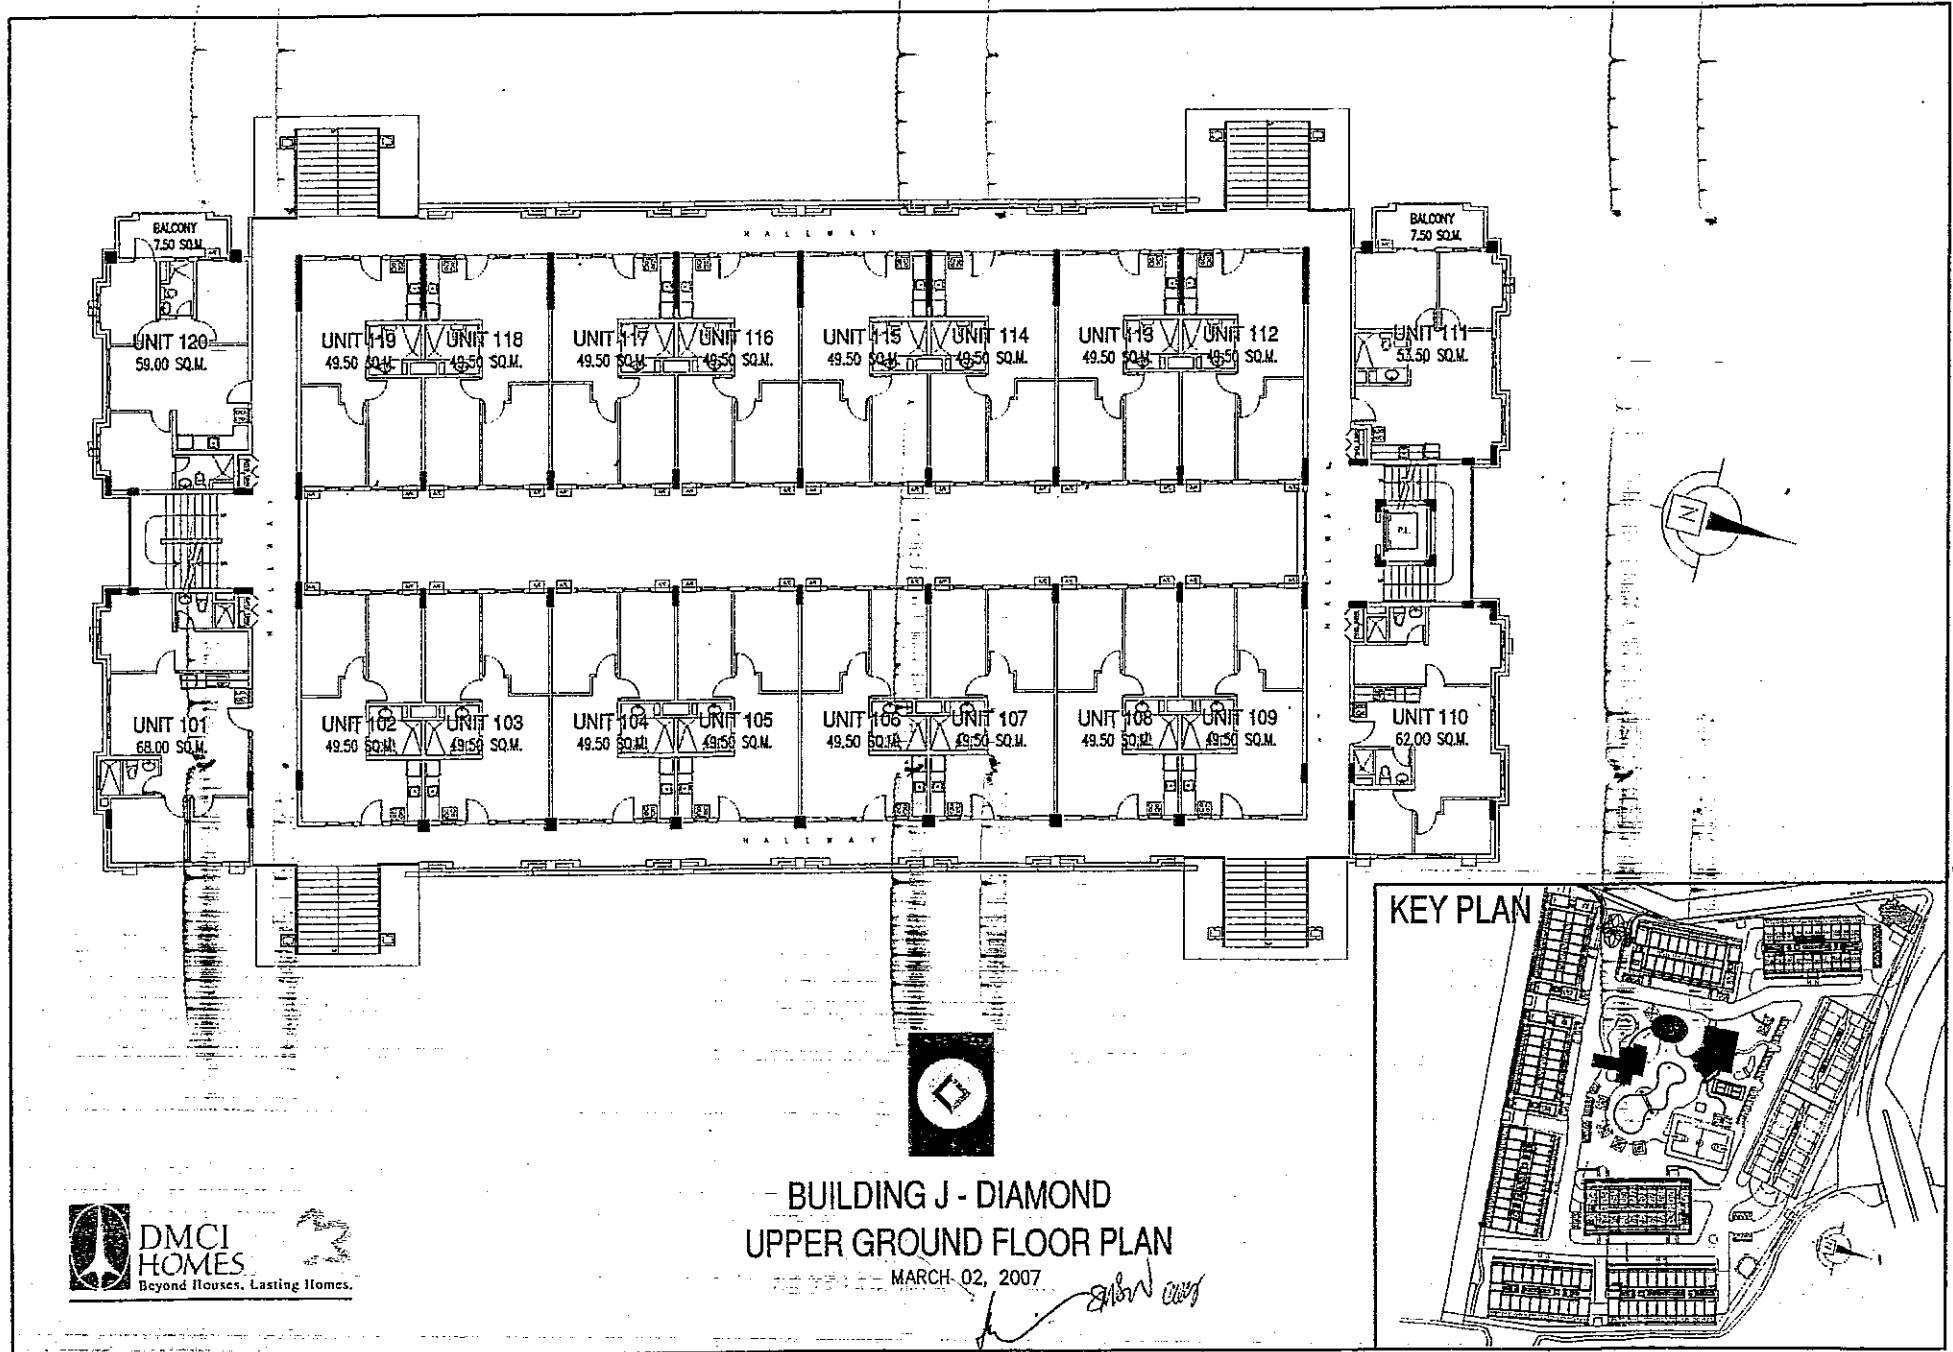 BALCONY
7.50 SQ.M.
BALCONY
7.50 SQ.M.
HALLWAY
UNIT 120
59.00 SQ.M.
UNIT 119
49.50 SQ.M.
UNIT 118
49.50 SQ.M.
UNIT 117
49.50 SQ.M.
UNIT 116
49.50 SQ.M.
UNIT 115
49.50 SQ.M.
UNIT 114
49.50 SQ.M.
UNIT 113
49.50 SQ.M.
UNIT 112
49.50 SQ.M.
UNIT 111
53.50 SQ.M.
HALLWAY
HALLWAY
N
UNIT 101
68.00 SQ.M.
UNIT 102
49.50 SQ.M.
UNIT 103
49.50 SQ.M.
UNIT 104
49.50 SQ.M.
UNIT 105
49.50 SQ.M.
UNIT 106
49.50 SQ.M.
UNIT 107
49.50 SQ.M.
UNIT 108
49.50 SQ.M.
UNIT 109
49.50 SQ.M.
UNIT 110
62.00 SQ.M.
HALLWAY
KEY PLAN
BUILDING J - DIAMOND
UPPER GROUND FLOOR PLAN
MARCH 02, 2007
DMCI
HOMES
Beyond Houses. Lasting Homes.